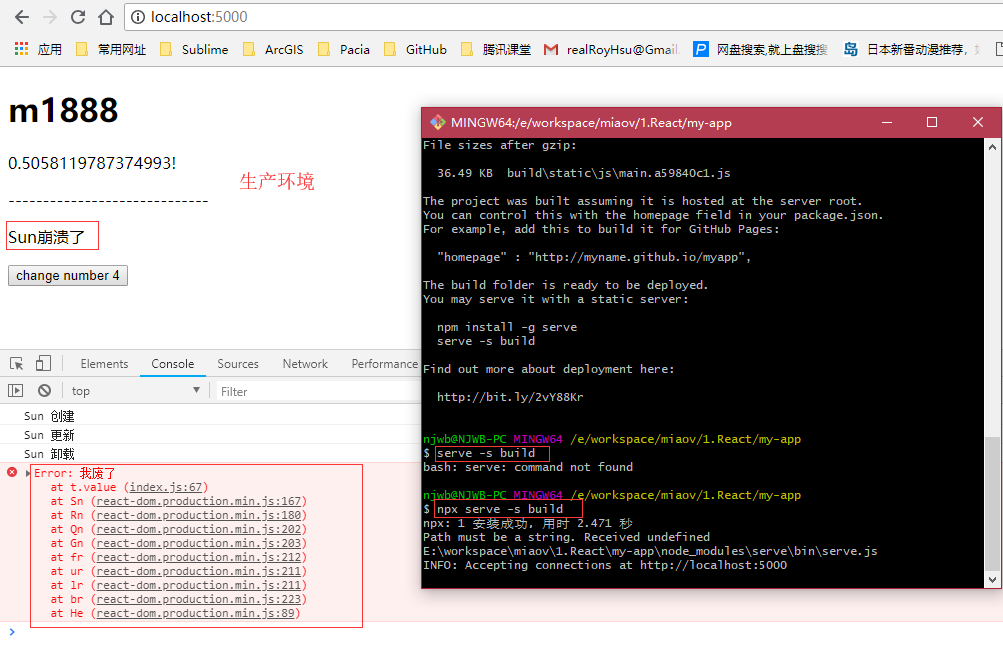 localhost:5000
应用 常用网址 Sublime ArcGIS Pacia GitHub 腾讯课堂 realRoyHsu@Gmail. 网盘搜索,就上盘搜搜 日本新番动漫推荐,
m1888
0.5058119787374993!
-----------------------------
生产环境
Sun崩溃了
change number 4
Elements Console Sources Network Performance
top Filter
Sun 创建
Sun 更新
Sun 卸载
Error: 我废了
at t.value (index.js:67)
at Sn (react-dom.production.min.js:167)
at Rn (react-dom.production.min.js:180)
at Qn (react-dom.production.min.js:202)
at Gn (react-dom.production.min.js:203)
at fr (react-dom.production.min.js:212)
at ur (react-dom.production.min.js:211)
at lr (react-dom.production.min.js:211)
at br (react-dom.production.min.js:223)
at He (react-dom.production.min.js:89)
MINGW64:/e/workspace/miaov/1.React/my-app
File sizes after gzip:
36.49 KB build\static\js\main.a59840c1.js
The project was built assuming it is hosted at the server root.
You can control this with the homepage field in your package.json.
For example, add this to build it for GitHub Pages:
"homepage" : "http://myname.github.io/myapp",
The build folder is ready to be deployed.
You may serve it with a static server:
npm install -g serve
serve -s build
Find out more about deployment here:
http://bit.ly/2vY88Kr
njwb@NJWB-PC MINGW64 /e/workspace/miaov/1.React/my-app
$ serve -s build
bash: serve: command not found
njwb@NJWB-PC MINGW64 /e/workspace/miaov/1.React/my-app
$ npx serve -s build
npx: 1 安装成功，用时 2.471 秒
Path must be a string. Received undefined
E:\workspace\miaov\1.React\my-app\node_modules\serve\bin\serve.js
INFO: Accepting connections at http://localhost:5000